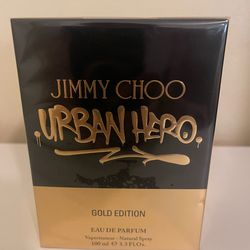 JIMMY CHOO
URBAN HERO
GOLD EDITION
EAU DE PARFUM
Vaporisateur - Natural Spray
100 ml ℮ 3.3 Fl.Oz.